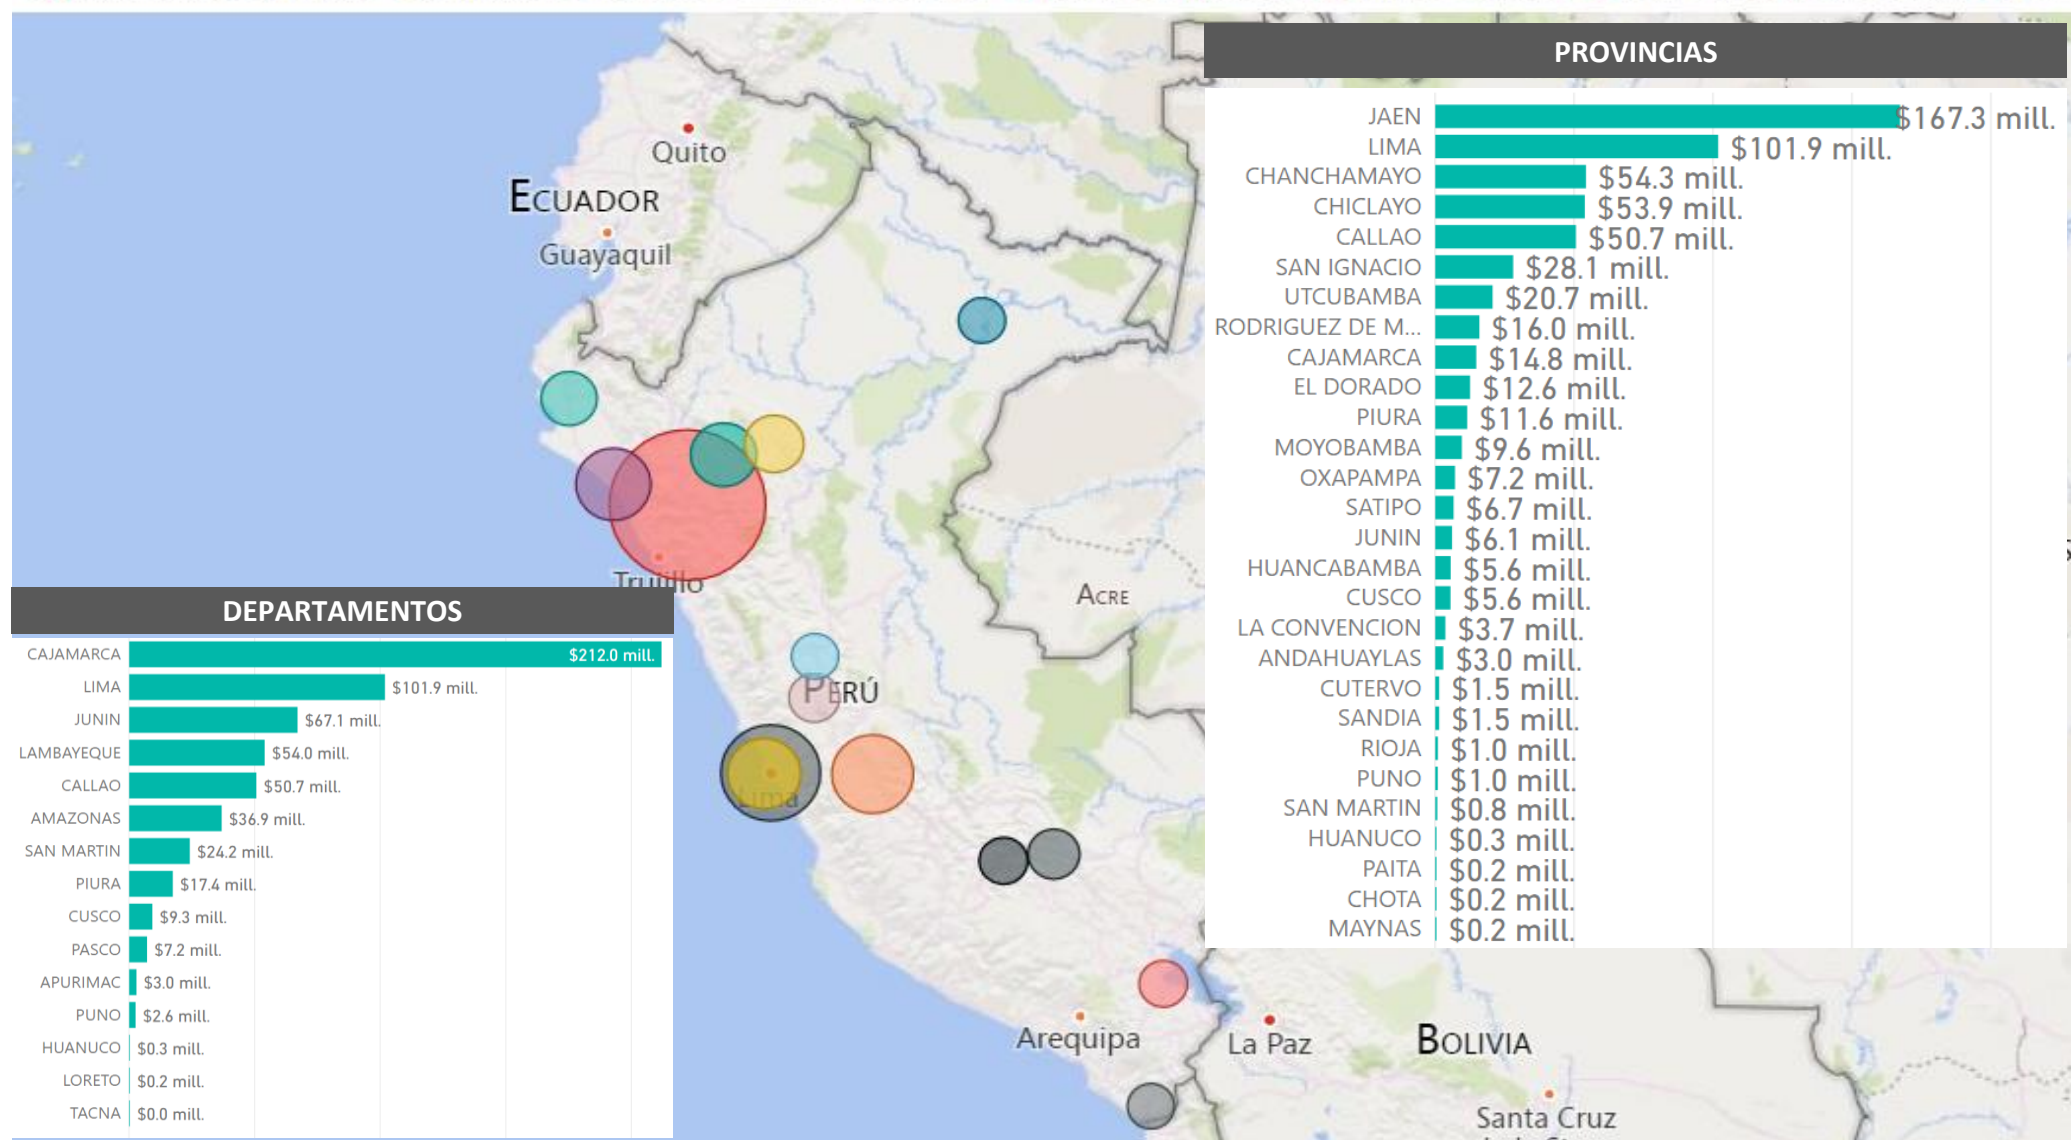 Quito
ECUADOR
Guayaquil
Trujillo
ACRE
PERÚ
Lima
Arequipa
La Paz
BOLIVIA
Santa Cruz
DEPARTAMENTOS
CAJAMARCA $212.0 mill.
LIMA $101.9 mill.
JUNIN $67.1 mill.
LAMBAYEQUE $54.0 mill.
CALLAO $50.7 mill.
AMAZONAS $36.9 mill.
SAN MARTIN $24.2 mill.
PIURA $17.4 mill.
CUSCO $9.3 mill.
PASCO $7.2 mill.
APURIMAC $3.0 mill.
PUNO $2.6 mill.
HUANUCO $0.3 mill.
LORETO $0.2 mill.
TACNA $0.0 mill.
PROVINCIAS
JAEN $167.3 mill.
LIMA $101.9 mill.
CHANCHAMAYO $54.3 mill.
CHICLAYO $53.9 mill.
CALLAO $50.7 mill.
SAN IGNACIO $28.1 mill.
UTCUBAMBA $20.7 mill.
RODRIGUEZ DE M... $16.0 mill.
CAJAMARCA $14.8 mill.
EL DORADO $12.6 mill.
PIURA $11.6 mill.
MOYOBAMBA $9.6 mill.
OXAPAMPA $7.2 mill.
SATIPO $6.7 mill.
JUNIN $6.1 mill.
HUANCABAMBA $5.6 mill.
CUSCO $5.6 mill.
LA CONVENCION $3.7 mill.
ANDAHUAYLAS $3.0 mill.
CUTERVO $1.5 mill.
SANDIA $1.5 mill.
RIOJA $1.0 mill.
PUNO $1.0 mill.
SAN MARTIN $0.8 mill.
HUANUCO $0.3 mill.
PAITA $0.2 mill.
CHOTA $0.2 mill.
MAYNAS $0.2 mill.